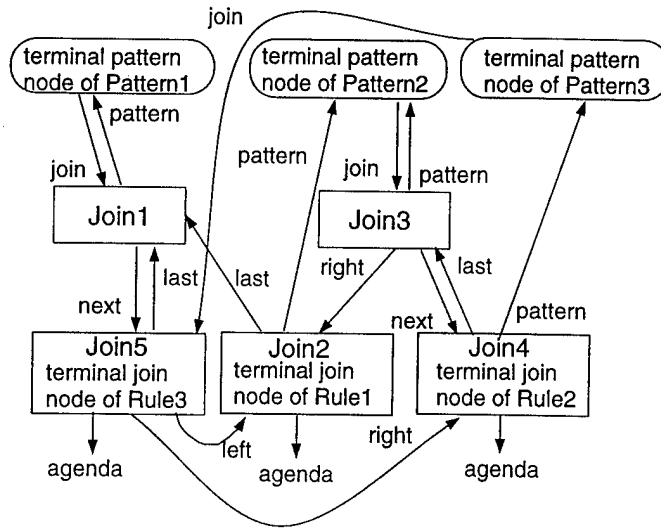 join
terminal pattern
node of Pattern1
terminal pattern
node of Pattern2
terminal pattern
node of Pattern3
pattern
join
pattern
join
pattern
Join1
Join3
last
last
right
last
next
next
pattern
Join5
terminal join
node of Rule3
Join2
terminal join
node of Rule1
Join4
terminal join
node of Rule2
left
right
agenda
agenda
agenda